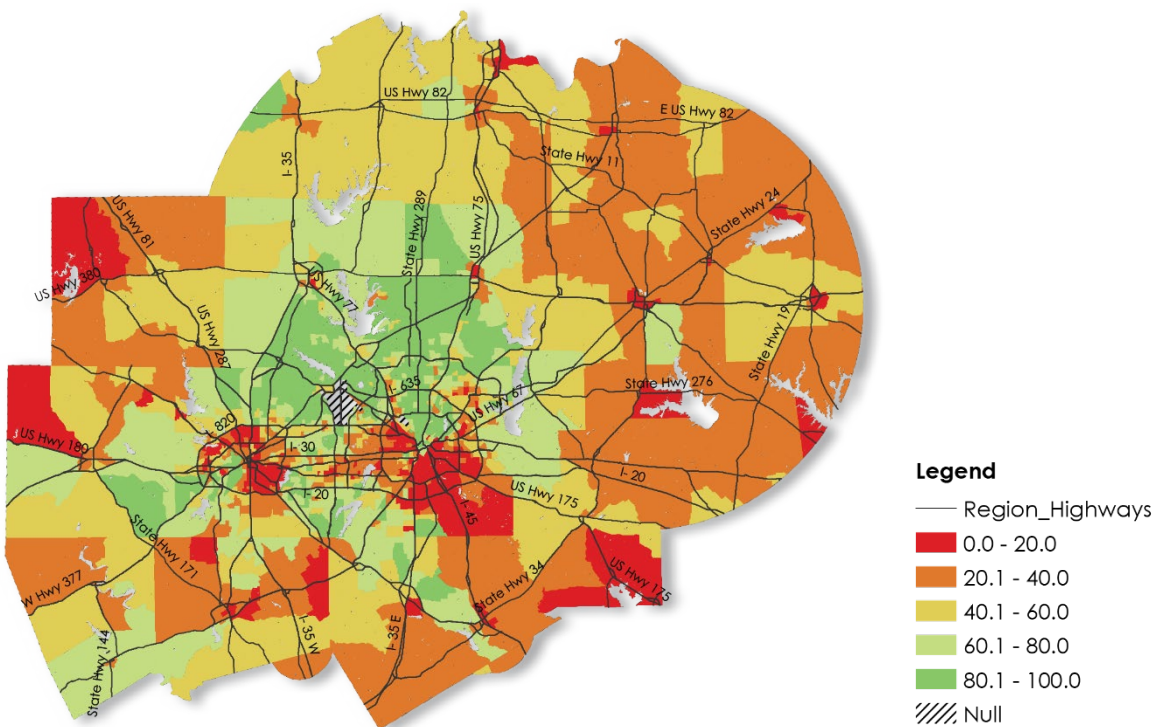 US Hwy 82
E US Hwy 82
State Hwy 11
I- 35
State Hwy 289
US Hwy 75
State Hwy 24
US Hwy 81
US Hwy 380
US Hwy 77
US Hwy 287
State Hwy 19
I- 635
US Hwy 67
State Hwy 276
I- 820
US Hwy 180
I- 30
I- 20
I- 20
US Hwy 175
I- 45
State Hwy 171
W Hwy 377
State Hwy 34
US Hwy 175
I- 35 W
I- 35 E
State Hwy 144
Legend
Region_Highways
0.0 - 20.0
20.1 - 40.0
40.1 - 60.0
60.1 - 80.0
80.1 - 100.0
Null